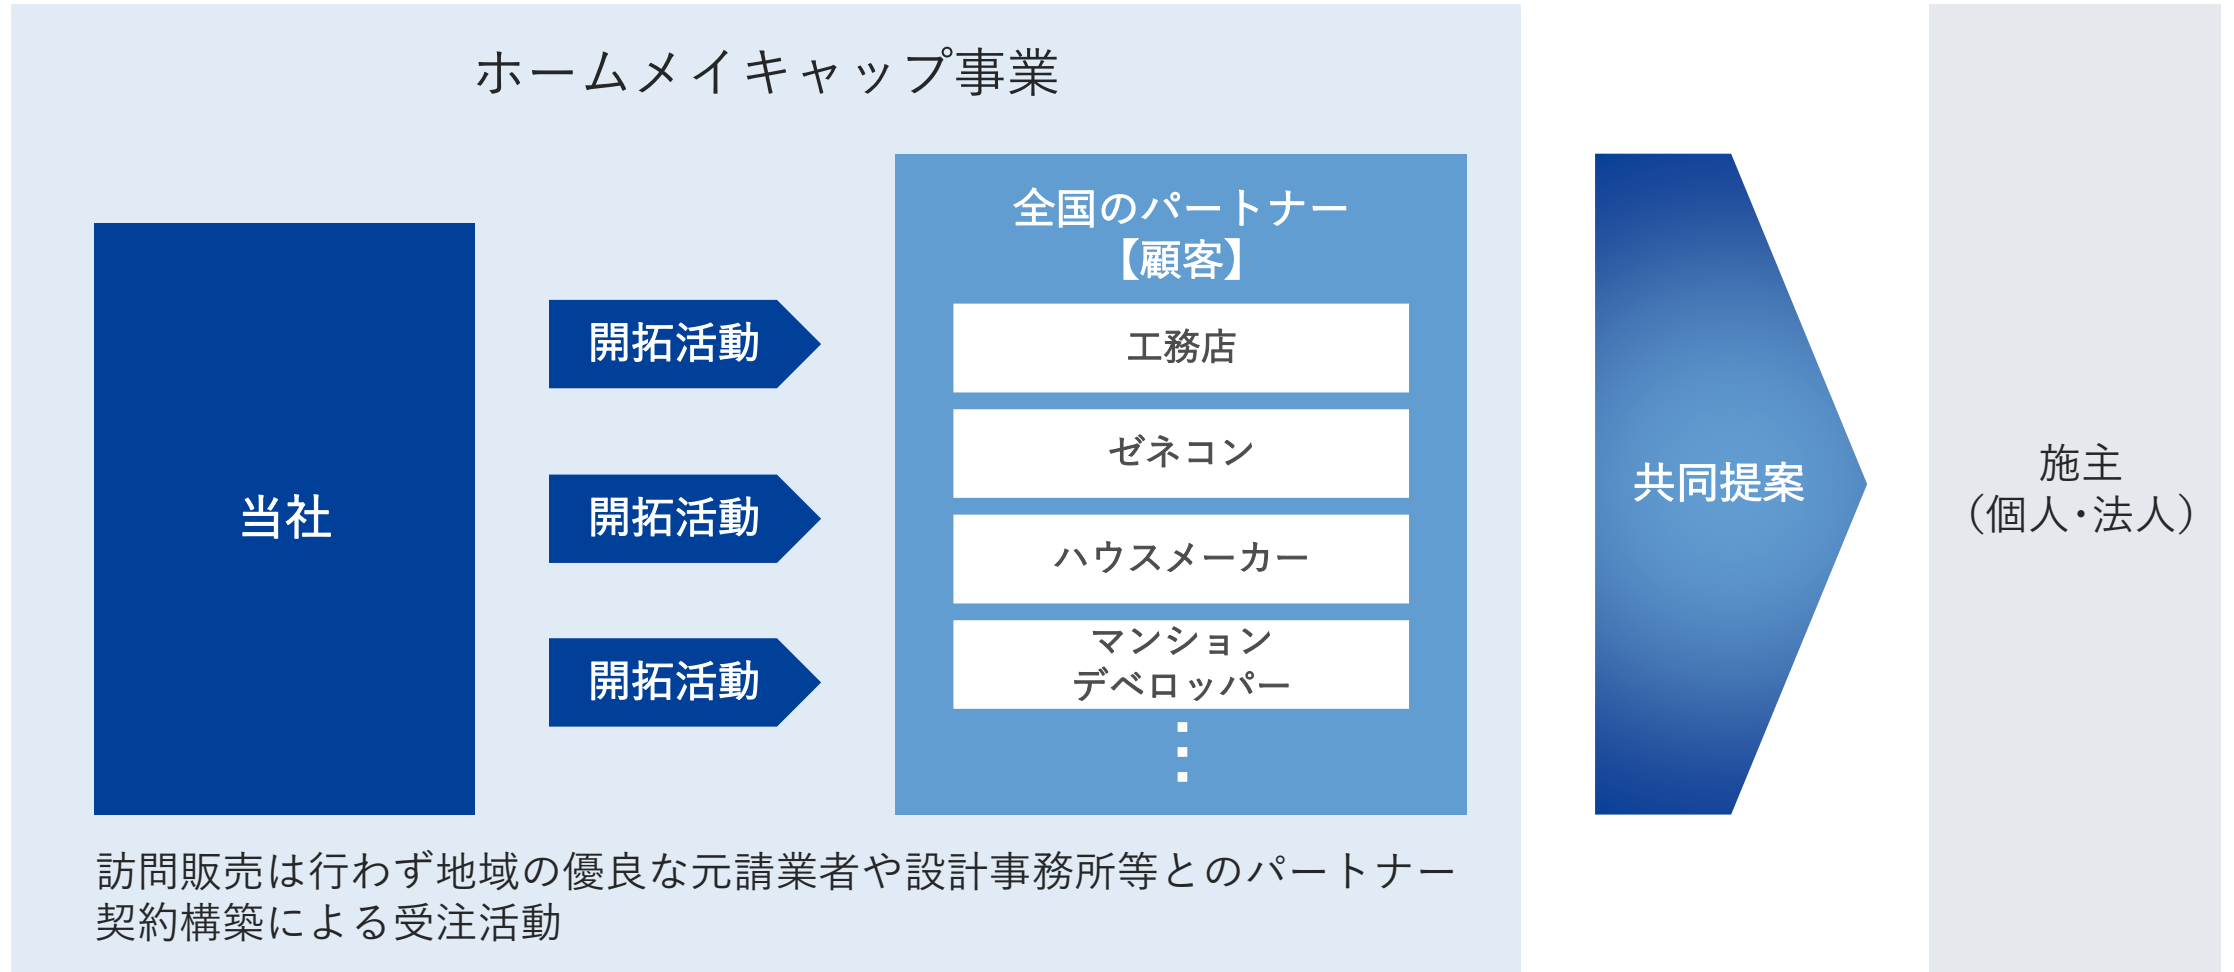 ホームメイキャップ事業
当社
開拓活動
開拓活動
開拓活動
全国のパートナー
【顧客】
工務店
ゼネコン
ハウスメーカー
マンション
デベロッパー
共同提案
施主
（個人・法人）
訪問販売は行わず地域の優良な元請業者や設計事務所等とのパートナー
契約構築による受注活動